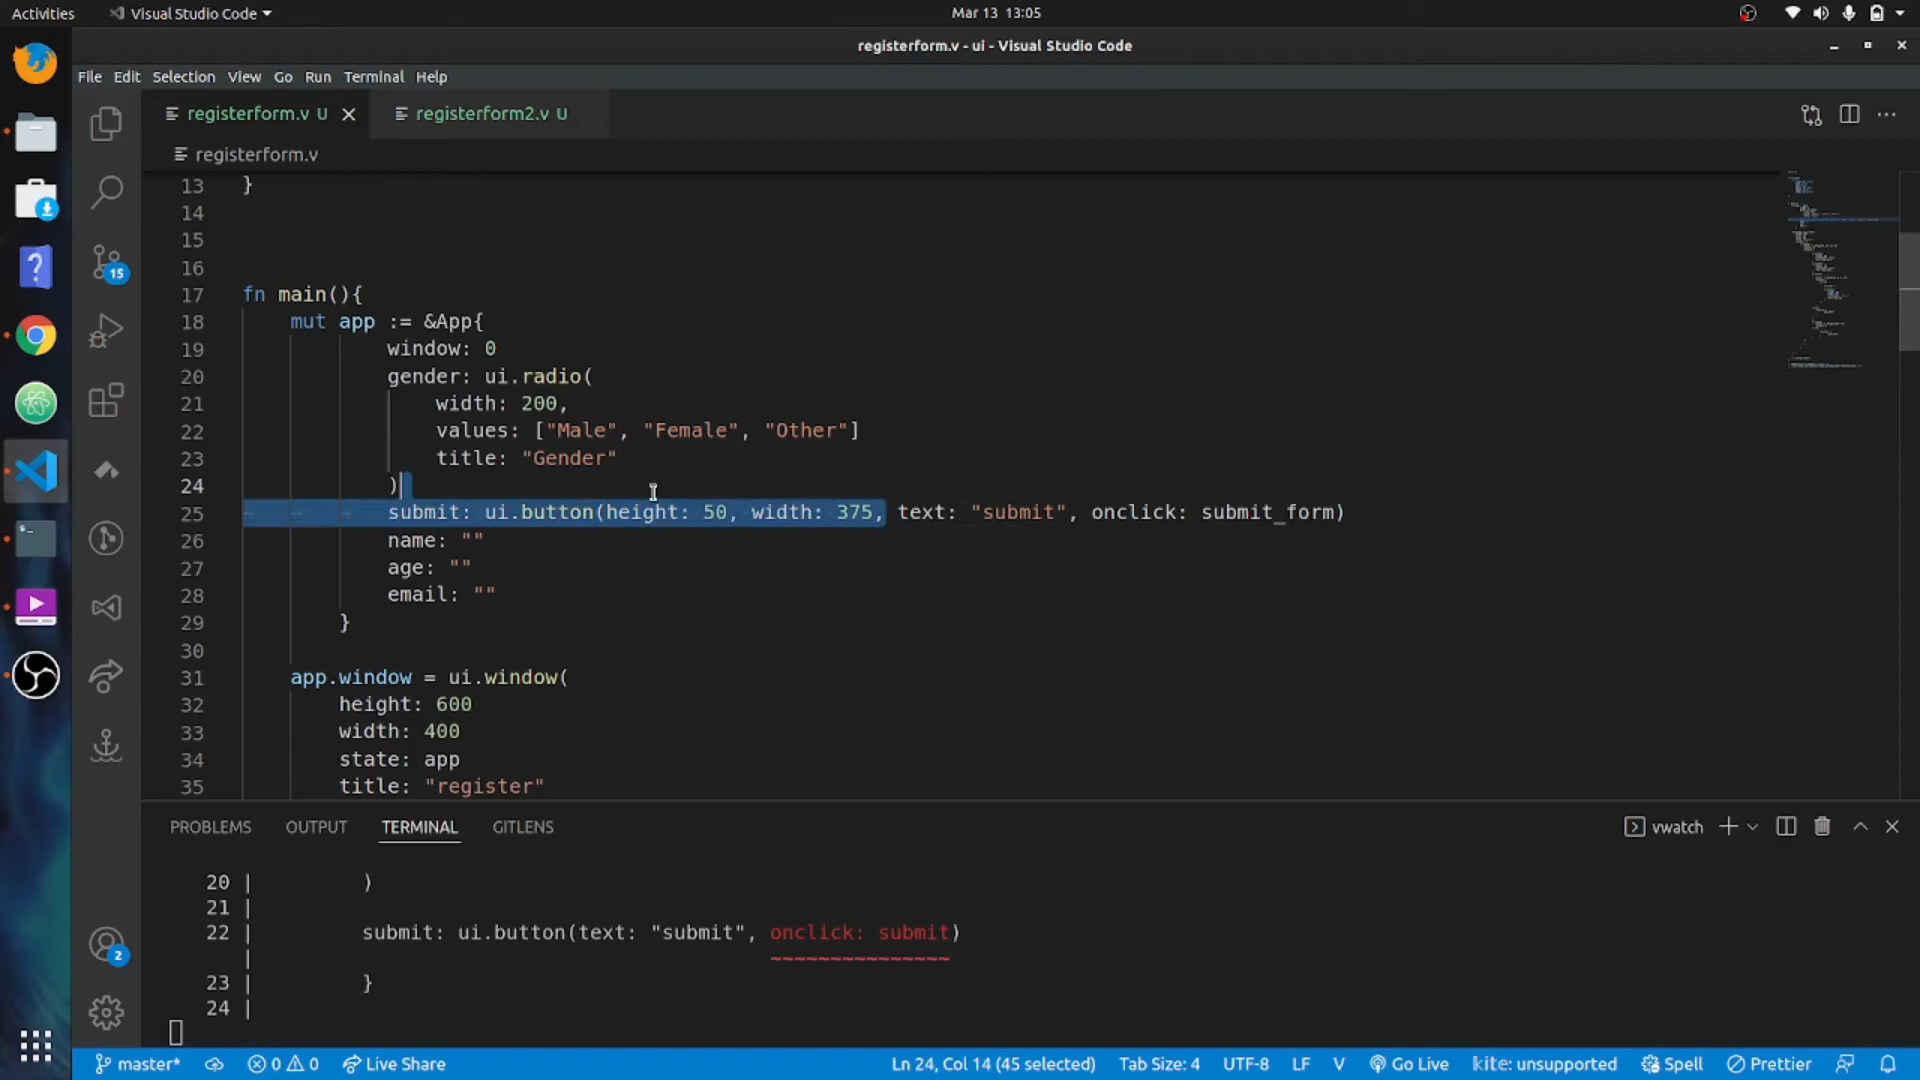 Activities
Visual Studio Code
Mar 13 13:05
registerform.v - ui - Visual Studio Code
File Edit Selection View Go Run Terminal Help
registerform.v U
registerform2.v U
registerform.v
13 }
14
15
16
17 fn main(){
18 mut app := &App{
19 window: 0
20 gender: ui.radio(
21 width: 200,
22 values: ["Male", "Female", "Other"]
23 title: "Gender"
24 )
25 submit: ui.button(height: 50, width: 375, text: "submit", onclick: submit_form)
26 name: ""
27 age: ""
28 email: ""
29 }
30
31 app.window = ui.window(
32 height: 600
33 width: 400
34 state: app
35 title: "register"
15
2
PROBLEMS OUTPUT TERMINAL GITLENS
vwatch
20 | )
21 |
22 | submit: ui.button(text: "submit", onclick: submit)
| ~~~~~~~~~~~~~~~
23 | }
24 |
master* 0 0 Live Share Ln 24, Col 14 (45 selected) Tab Size: 4 UTF-8 LF V Go Live kite: unsupported Spell Prettier